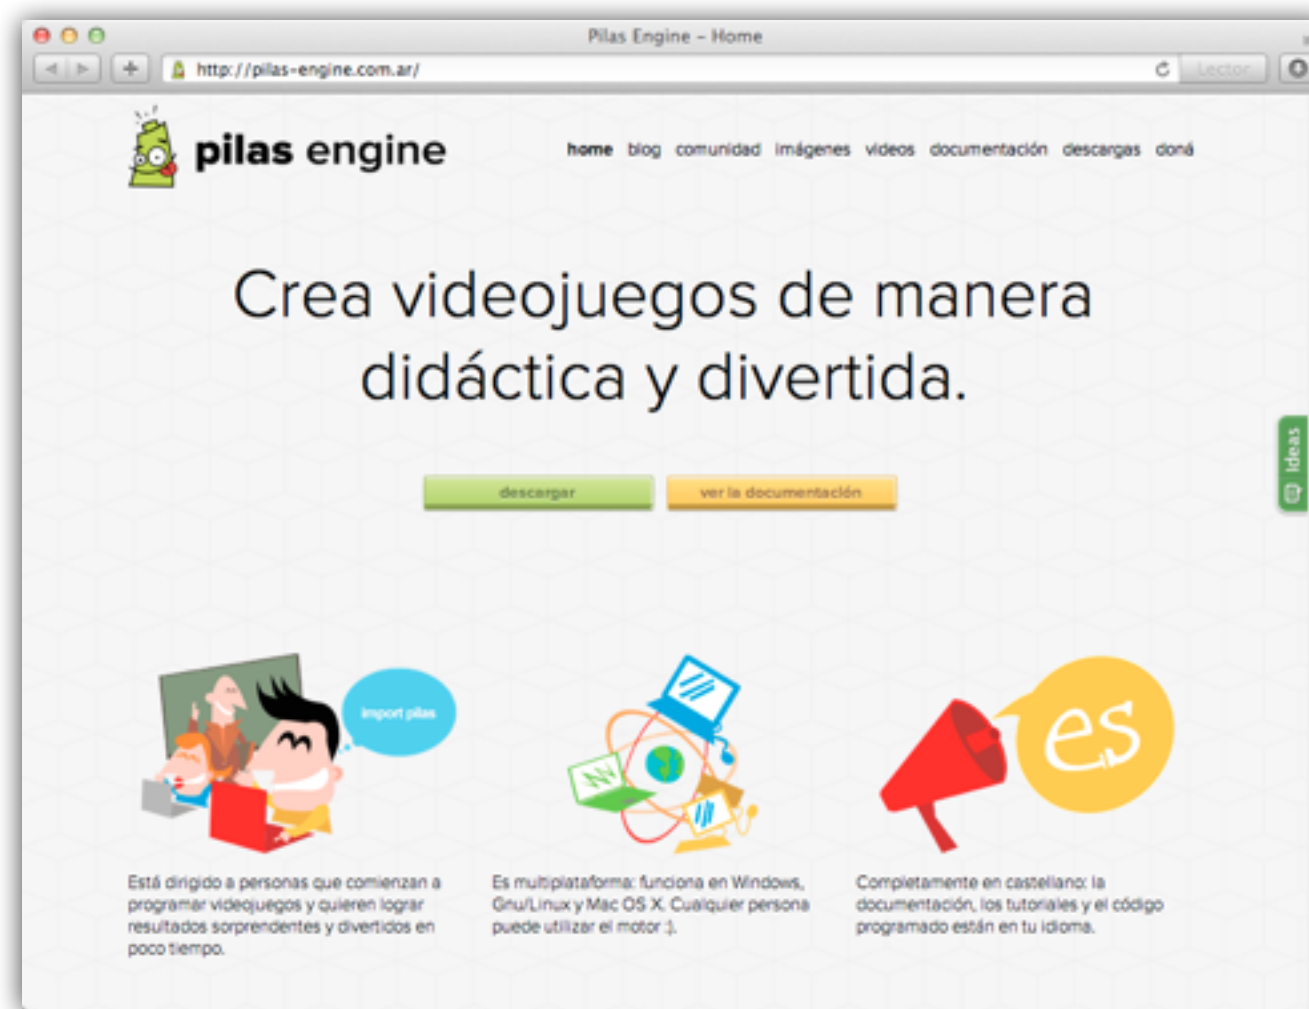 Pilas Engine – Home
http://pilas-engine.com.ar/
Lector
pilas engine
home blog comunidad imágenes videos documentación descargas doná
Crea videojuegos de manera
didáctica y divertida.
descargar
ver la documentación
Ideas
import pilas
es
Está dirigido a personas que comienzan a
programar videojuegos y quieren lograr
resultados sorprendentes y divertidos en
poco tiempo.
Es multiplataforma: funciona en Windows,
Gnu/Linux y Mac OS X. Cualquier persona
puede utilizar el motor :).
Completamente en castellano: la
documentación, los tutoriales y el código
programado están en tu idioma.